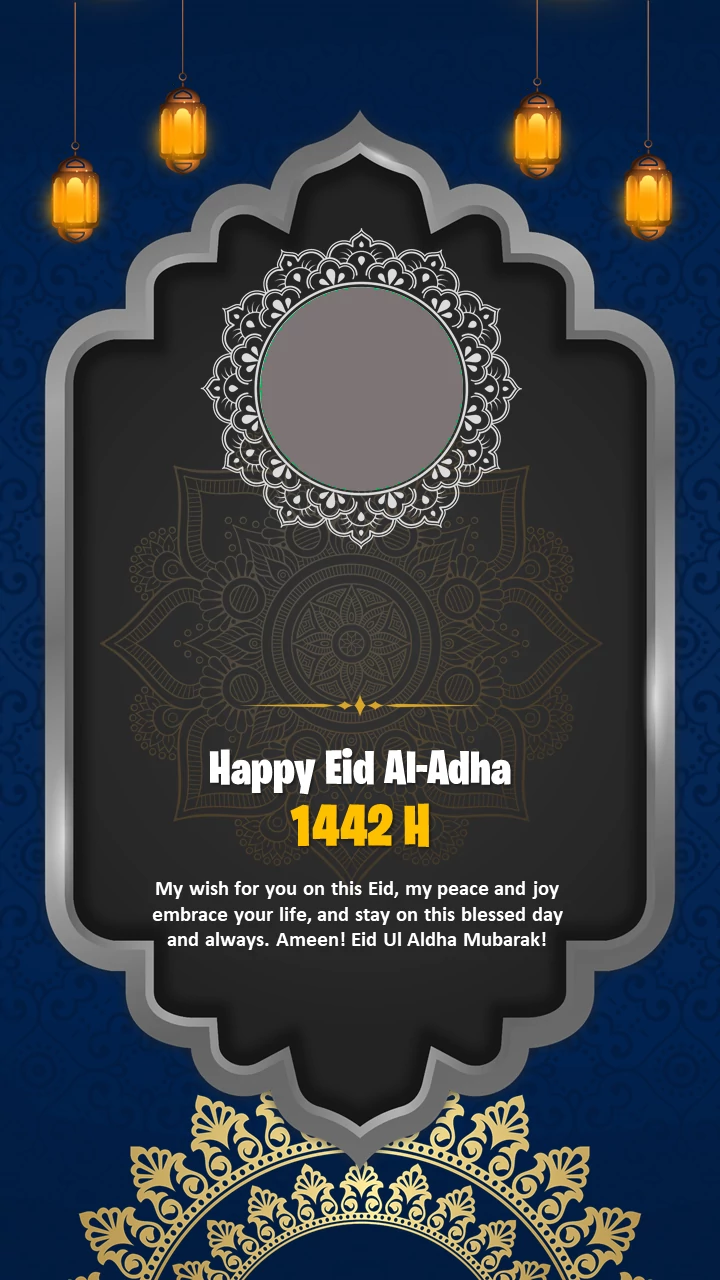 Happy Eid Al-Adha
1442 H
My wish for you on this Eid, my peace and joy
embrace your life, and stay on this blessed day
and always. Ameen! Eid Ul Aldha Mubarak!